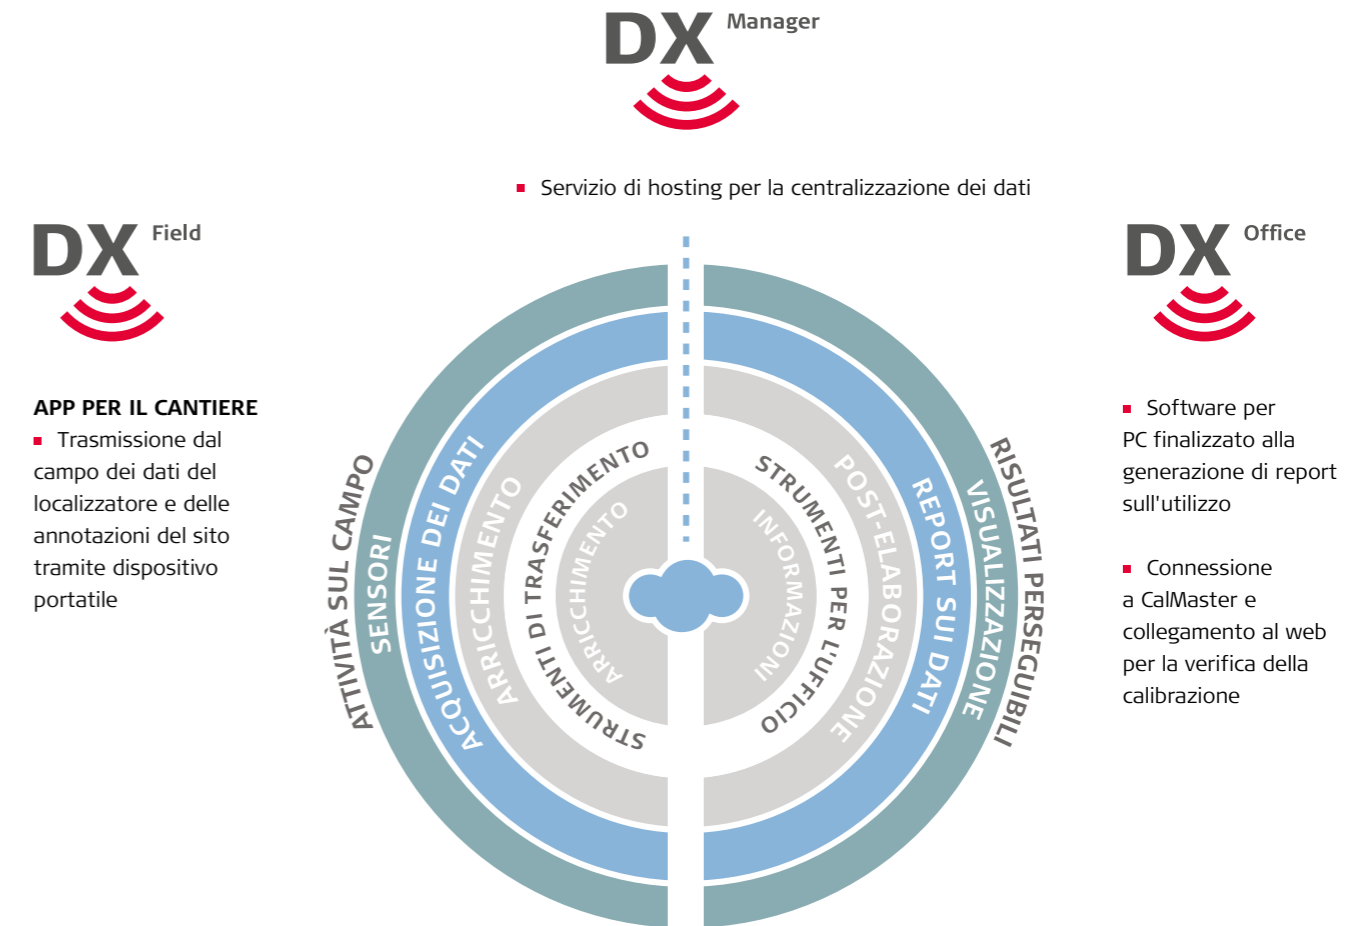 DX Manager
Servizio di hosting per la centralizzazione dei dati
DX Field
APP PER IL CANTIERE
Trasmissione dal
campo dei dati del
localizzatore e delle
annotazioni del sito
tramite dispositivo
portatile
ATTIVITÀ SUL CAMPO
SENSORI
ACQUISIZIONE DEI DATI
ARRICCHIMENTO
STRUMENTI DI TRASFERIMENTO
ARRICCHIMENTO
INFORMAZIONI
STRUMENTI PER L'UFFICIO
POST-ELABORAZIONE
REPORT SUI DATI
VISUALIZZAZIONE
RISULTATI PERSEGUIBILI
DX Office
Software per
PC finalizzato alla
generazione di report
sull'utilizzo
Connessione
a CalMaster e
collegamento al web
per la verifica della
calibrazione